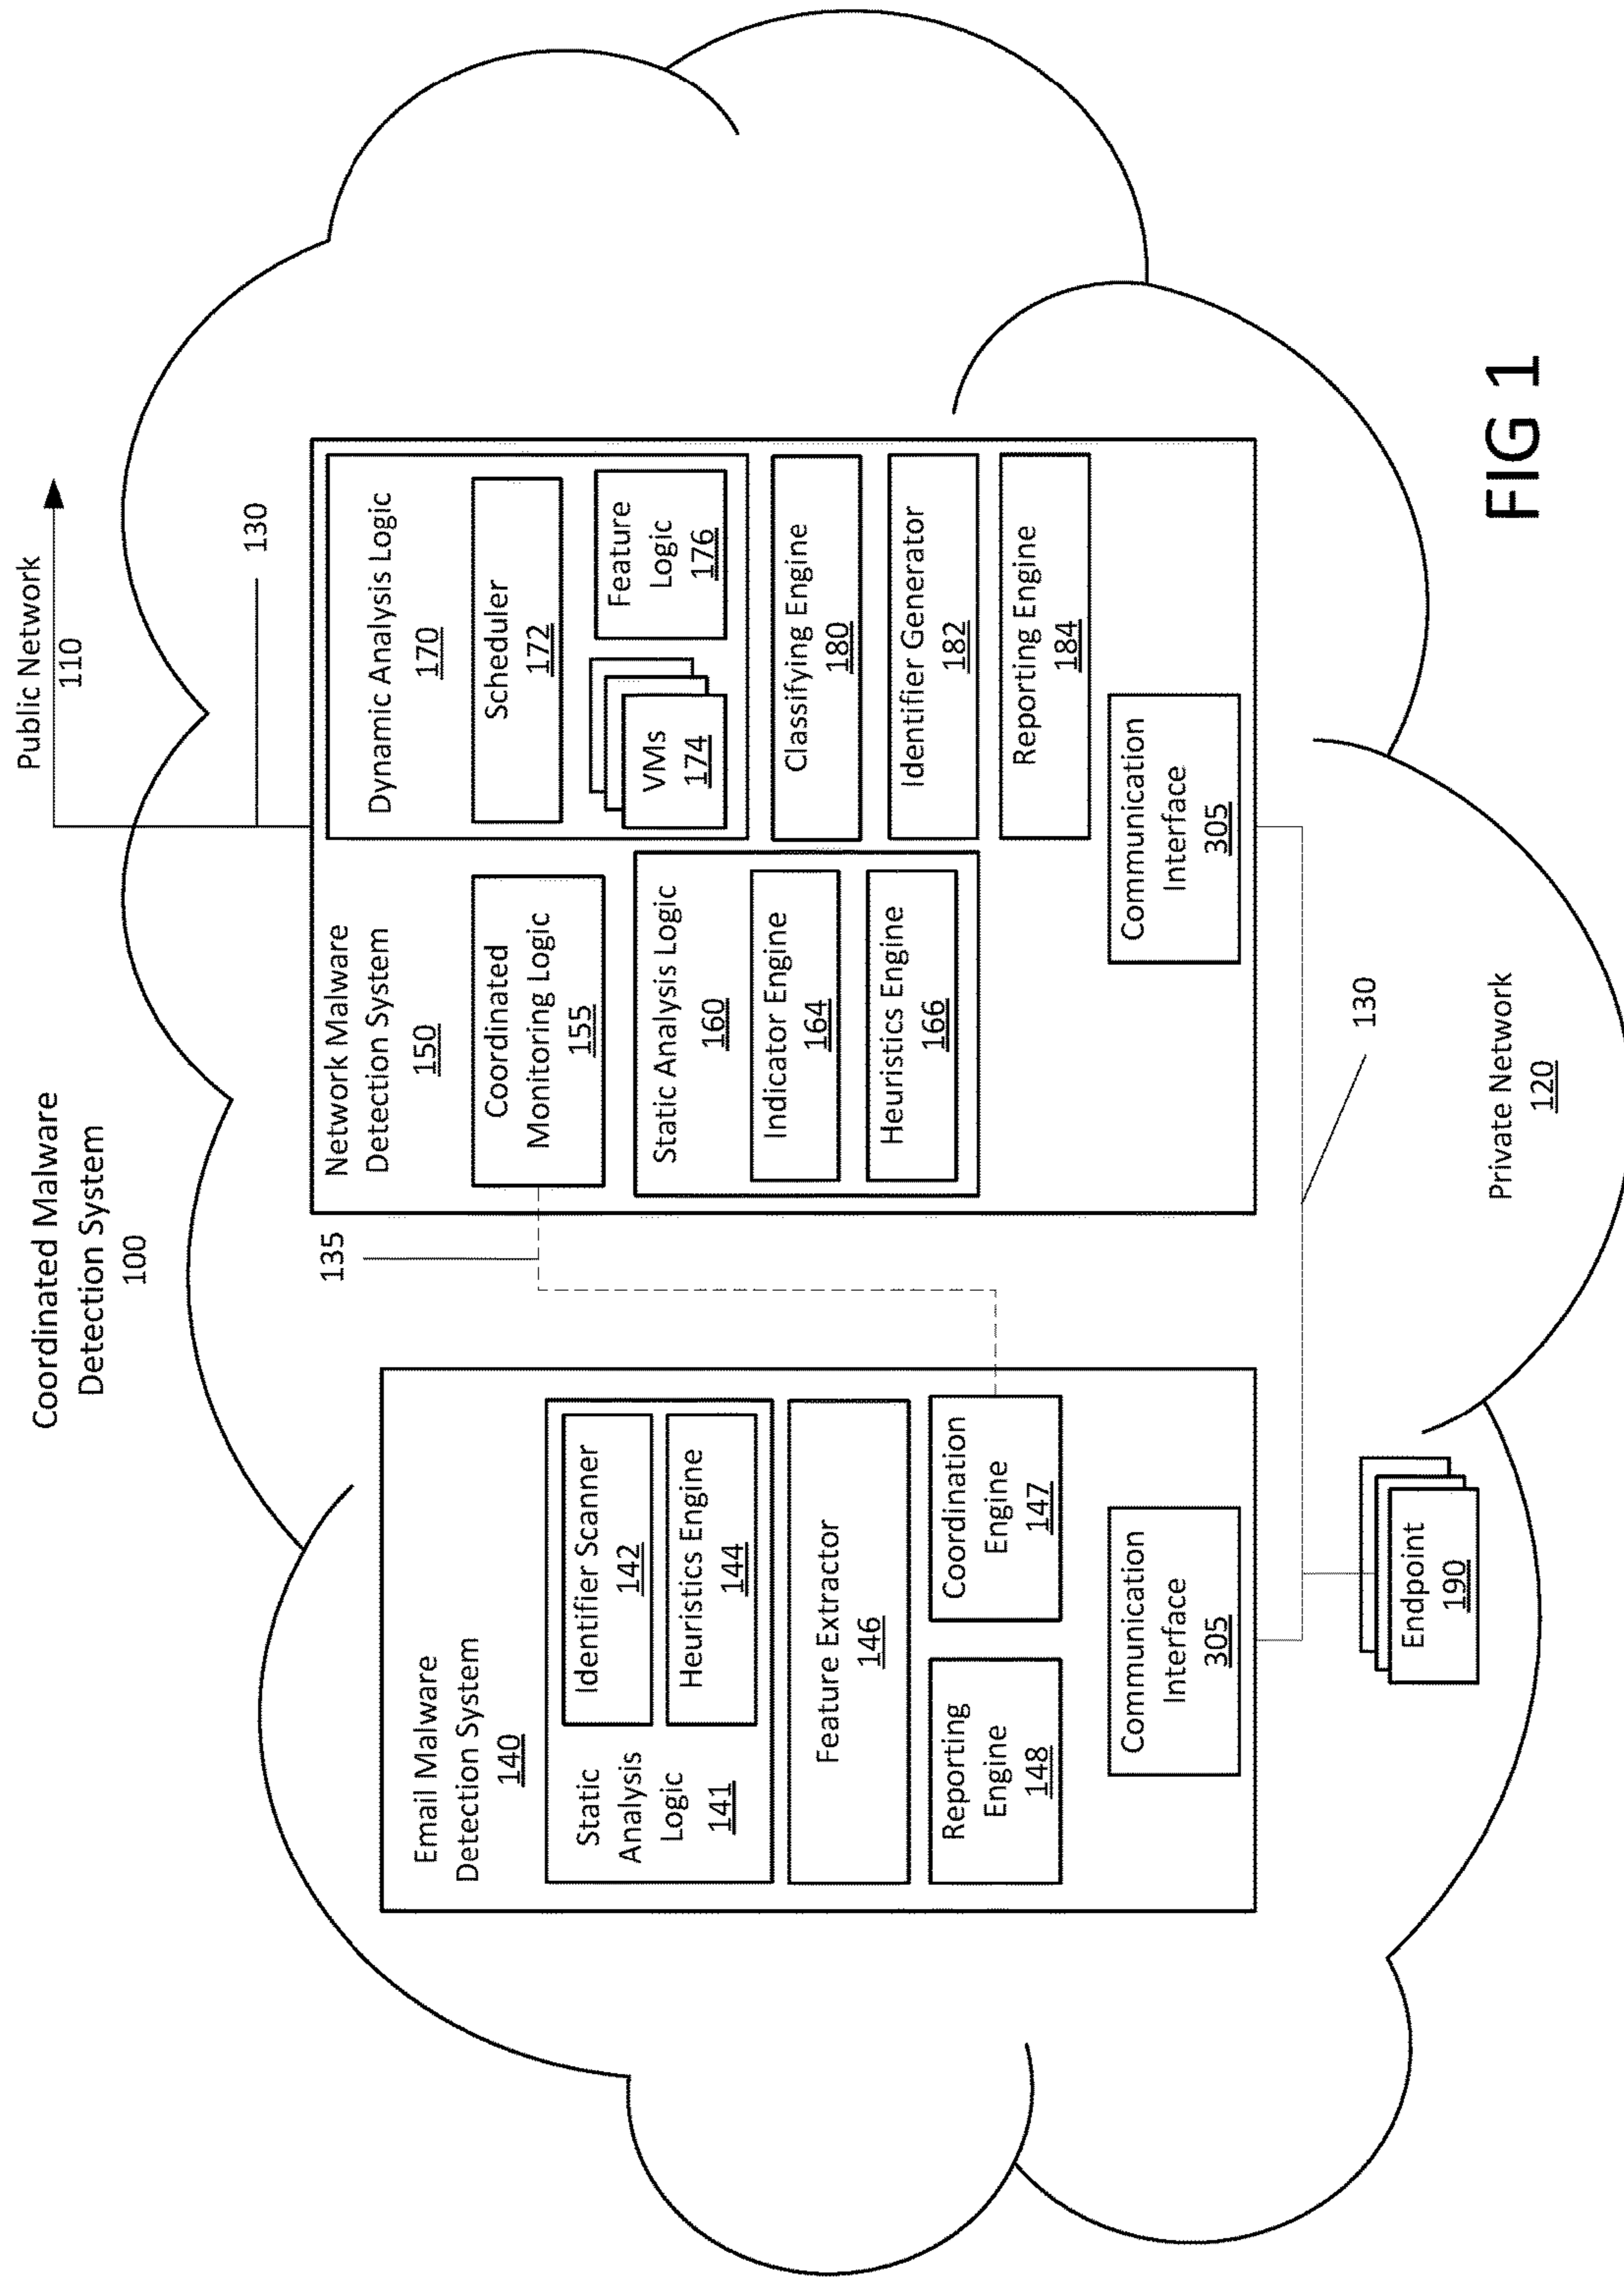 Coordinated Malware
Detection System
100
Public Network
110
130
Email Malware
Detection System
140
Static
Analysis
Logic
141
Identifier Scanner
142
Heuristics Engine
144
Feature Extractor
146
Reporting
Engine
148
Coordination
Engine
147
Communication
Interface
305
135
Network Malware
Detection System
150
Coordinated
Monitoring Logic
155
Static Analysis Logic
160
Indicator Engine
164
Heuristics Engine
166
Dynamic Analysis Logic
170
Scheduler
172
VMs
174
Feature
Logic
176
Classifying Engine
180
Identifier Generator
182
Reporting Engine
184
Communication
Interface
305
130
Endpoint
190
Private Network
120
FIG 1